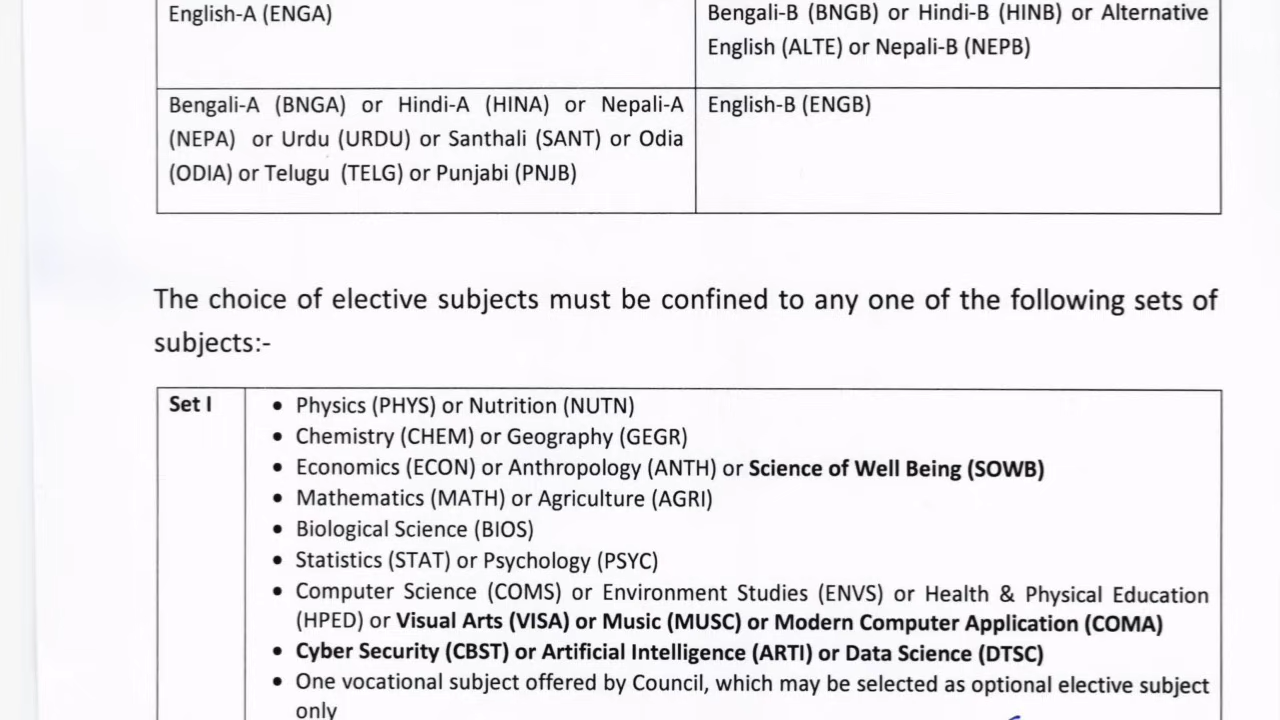 English-A (ENGA)
Bengali-B (BNGB) or Hindi-B (HINB) or Alternative
English (ALTE) or Nepali-B (NEPB)
Bengali-A (BNGA) or Hindi-A (HINA) or Nepali-A
(NEPA) or Urdu (URDU) or Santhali (SANT) or Odia
(ODIA) or Telugu (TELG) or Punjabi (PNJB)
English-B (ENGB)
The choice of elective subjects must be confined to any one of the following sets of
subjects:-
Set I
• Physics (PHYS) or Nutrition (NUTN)
• Chemistry (CHEM) or Geography (GEGR)
• Economics (ECON) or Anthropology (ANTH) or Science of Well Being (SOWB)
• Mathematics (MATH) or Agriculture (AGRI)
• Biological Science (BIOS)
• Statistics (STAT) or Psychology (PSYC)
• Computer Science (COMS) or Environment Studies (ENVS) or Health & Physical Education
(HPED) or Visual Arts (VISA) or Music (MUSC) or Modern Computer Application (COMA)
• Cyber Security (CBST) or Artificial Intelligence (ARTI) or Data Science (DTSC)
• One vocational subject offered by Council, which may be selected as optional elective subject
only